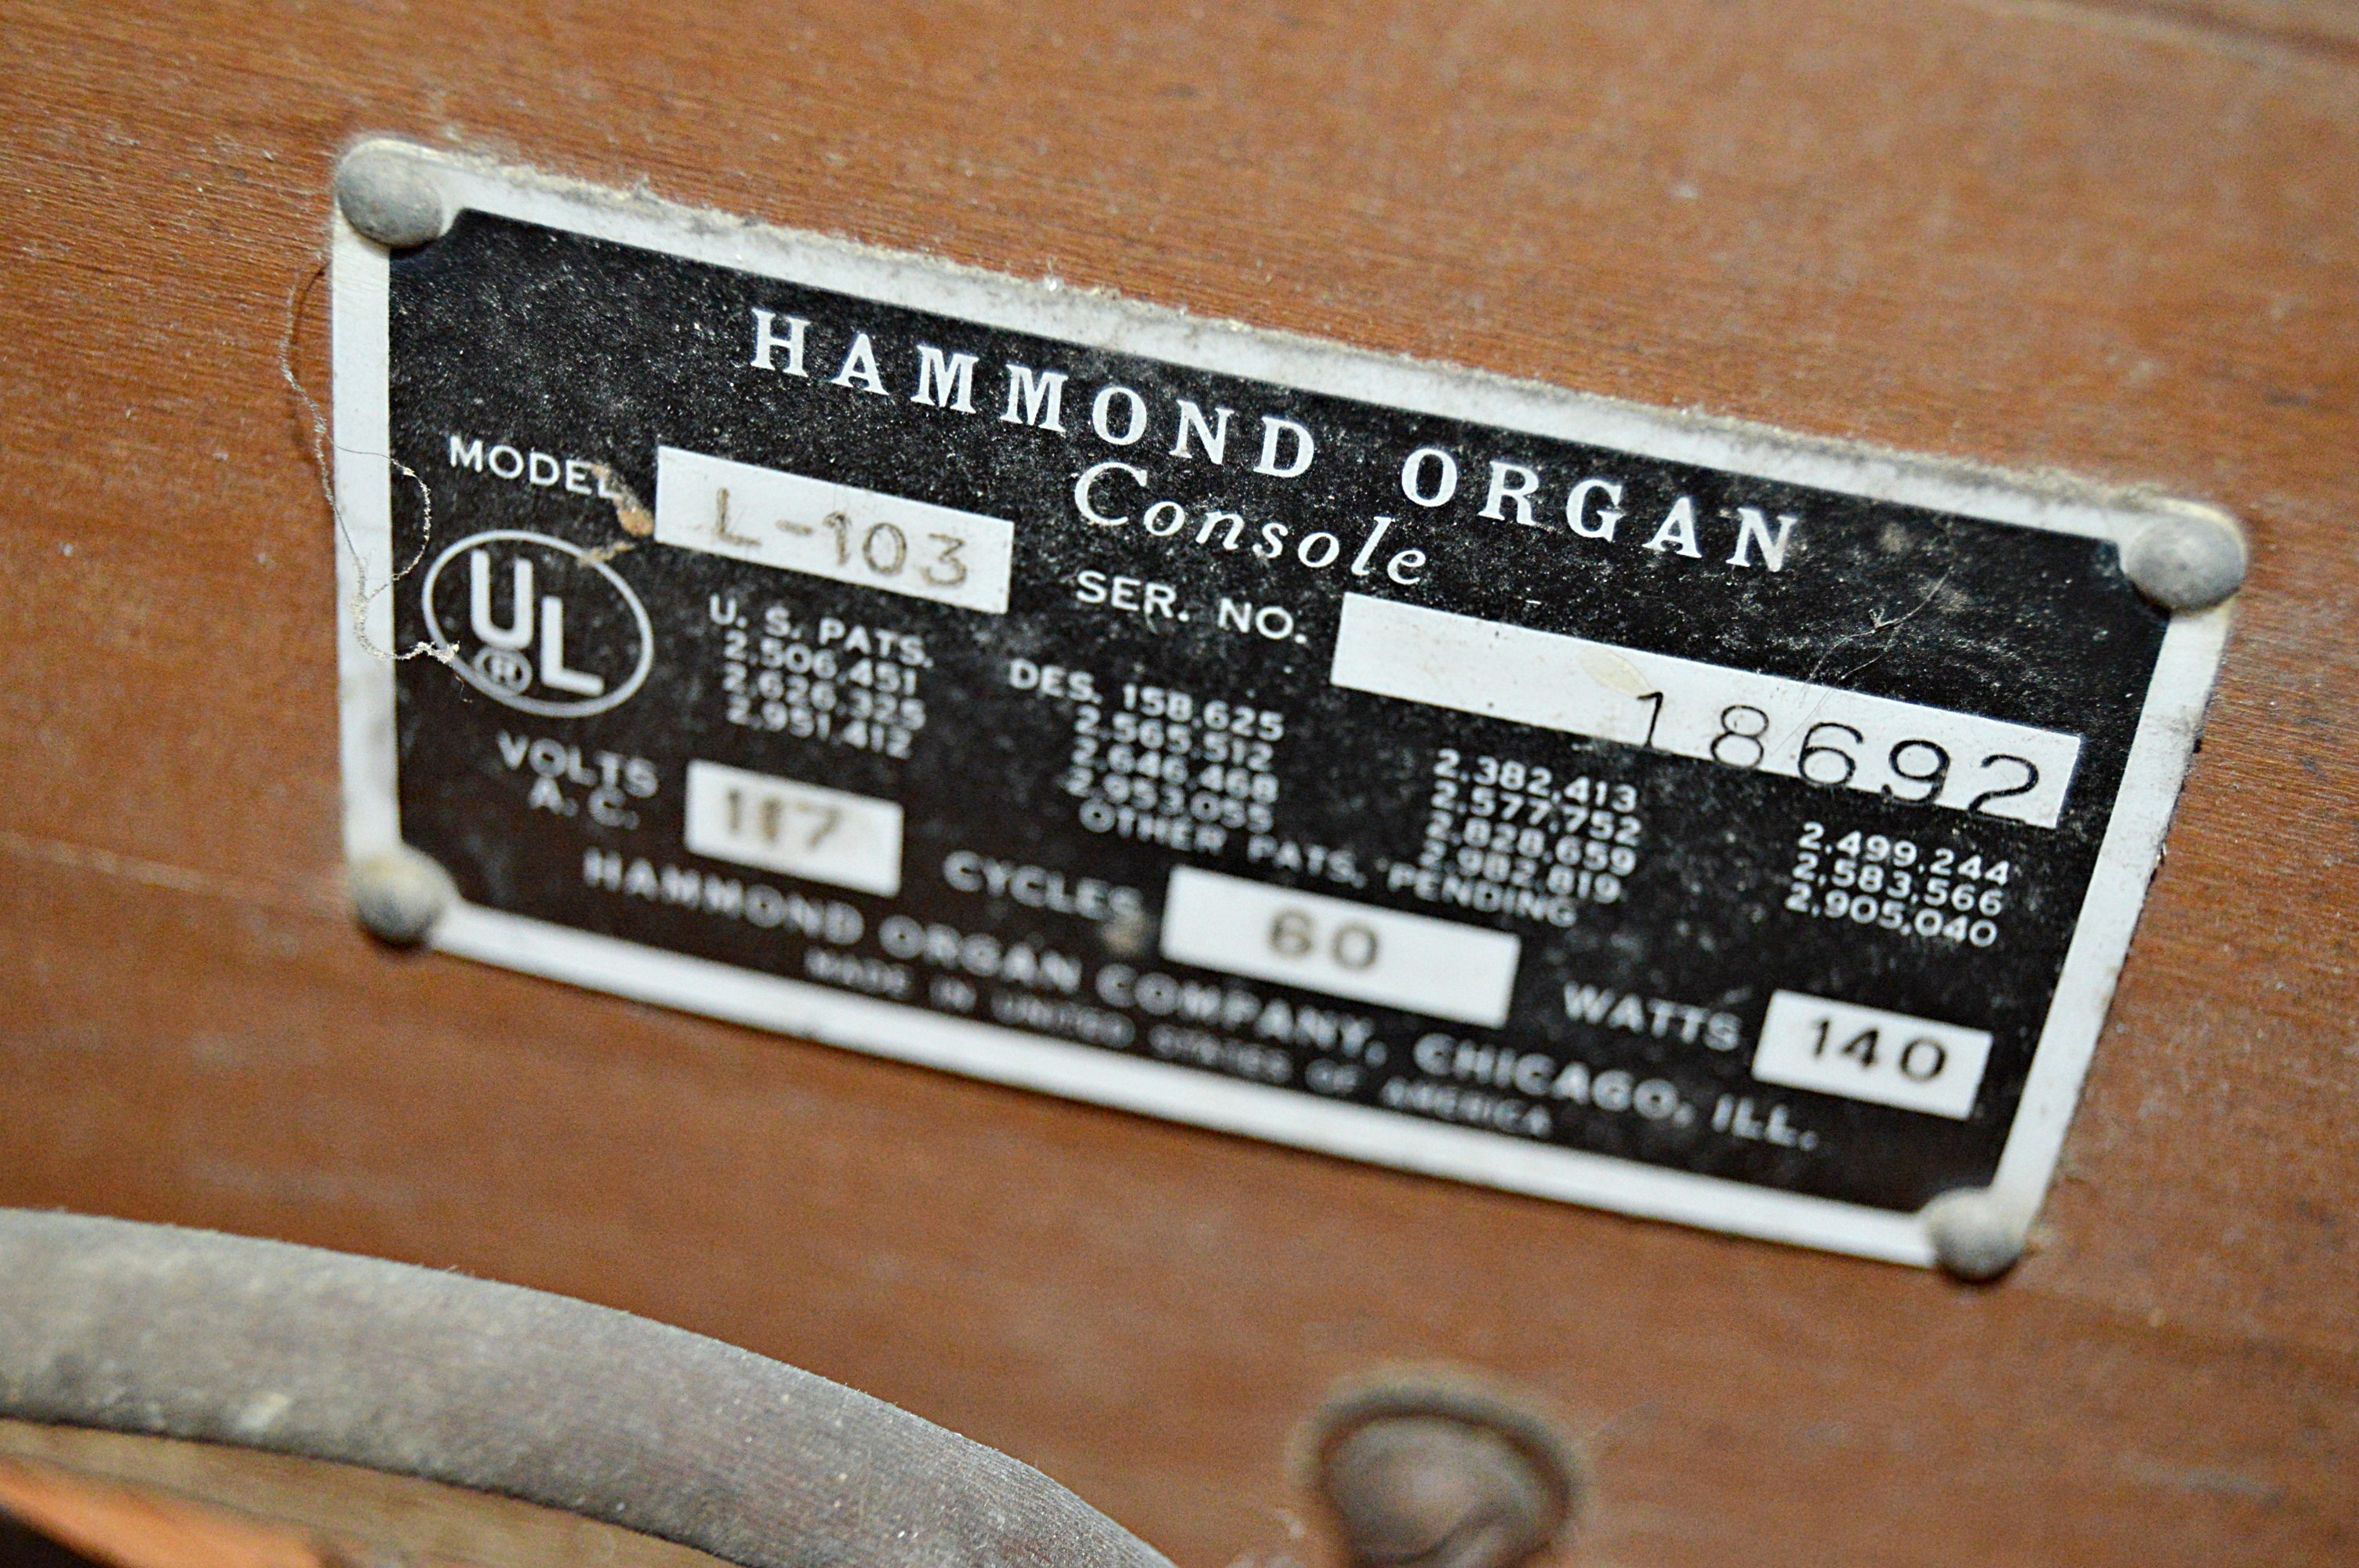 HAMMOND ORGAN
Console
MODEL L-103
SER. NO. 18692
UL
®
U. S. PATS.
2,506,451
2,626,325
2,951,412
DES. 158,625
2,565,512
2,646,468
2,953,055
OTHER PATS. PENDING
2,382,413
2,577,752
2,828,659
2,982,819
2,499,244
2,583,566
2,905,040
VOLTS
A. C. 117
CYCLES 60
WATTS 140
HAMMOND ORGAN COMPANY, CHICAGO, ILL.
MADE IN UNITED STATES OF AMERICA